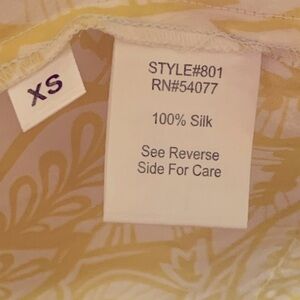 XS
STYLE#801
RN#54077
100% Silk
See Reverse
Side For Care